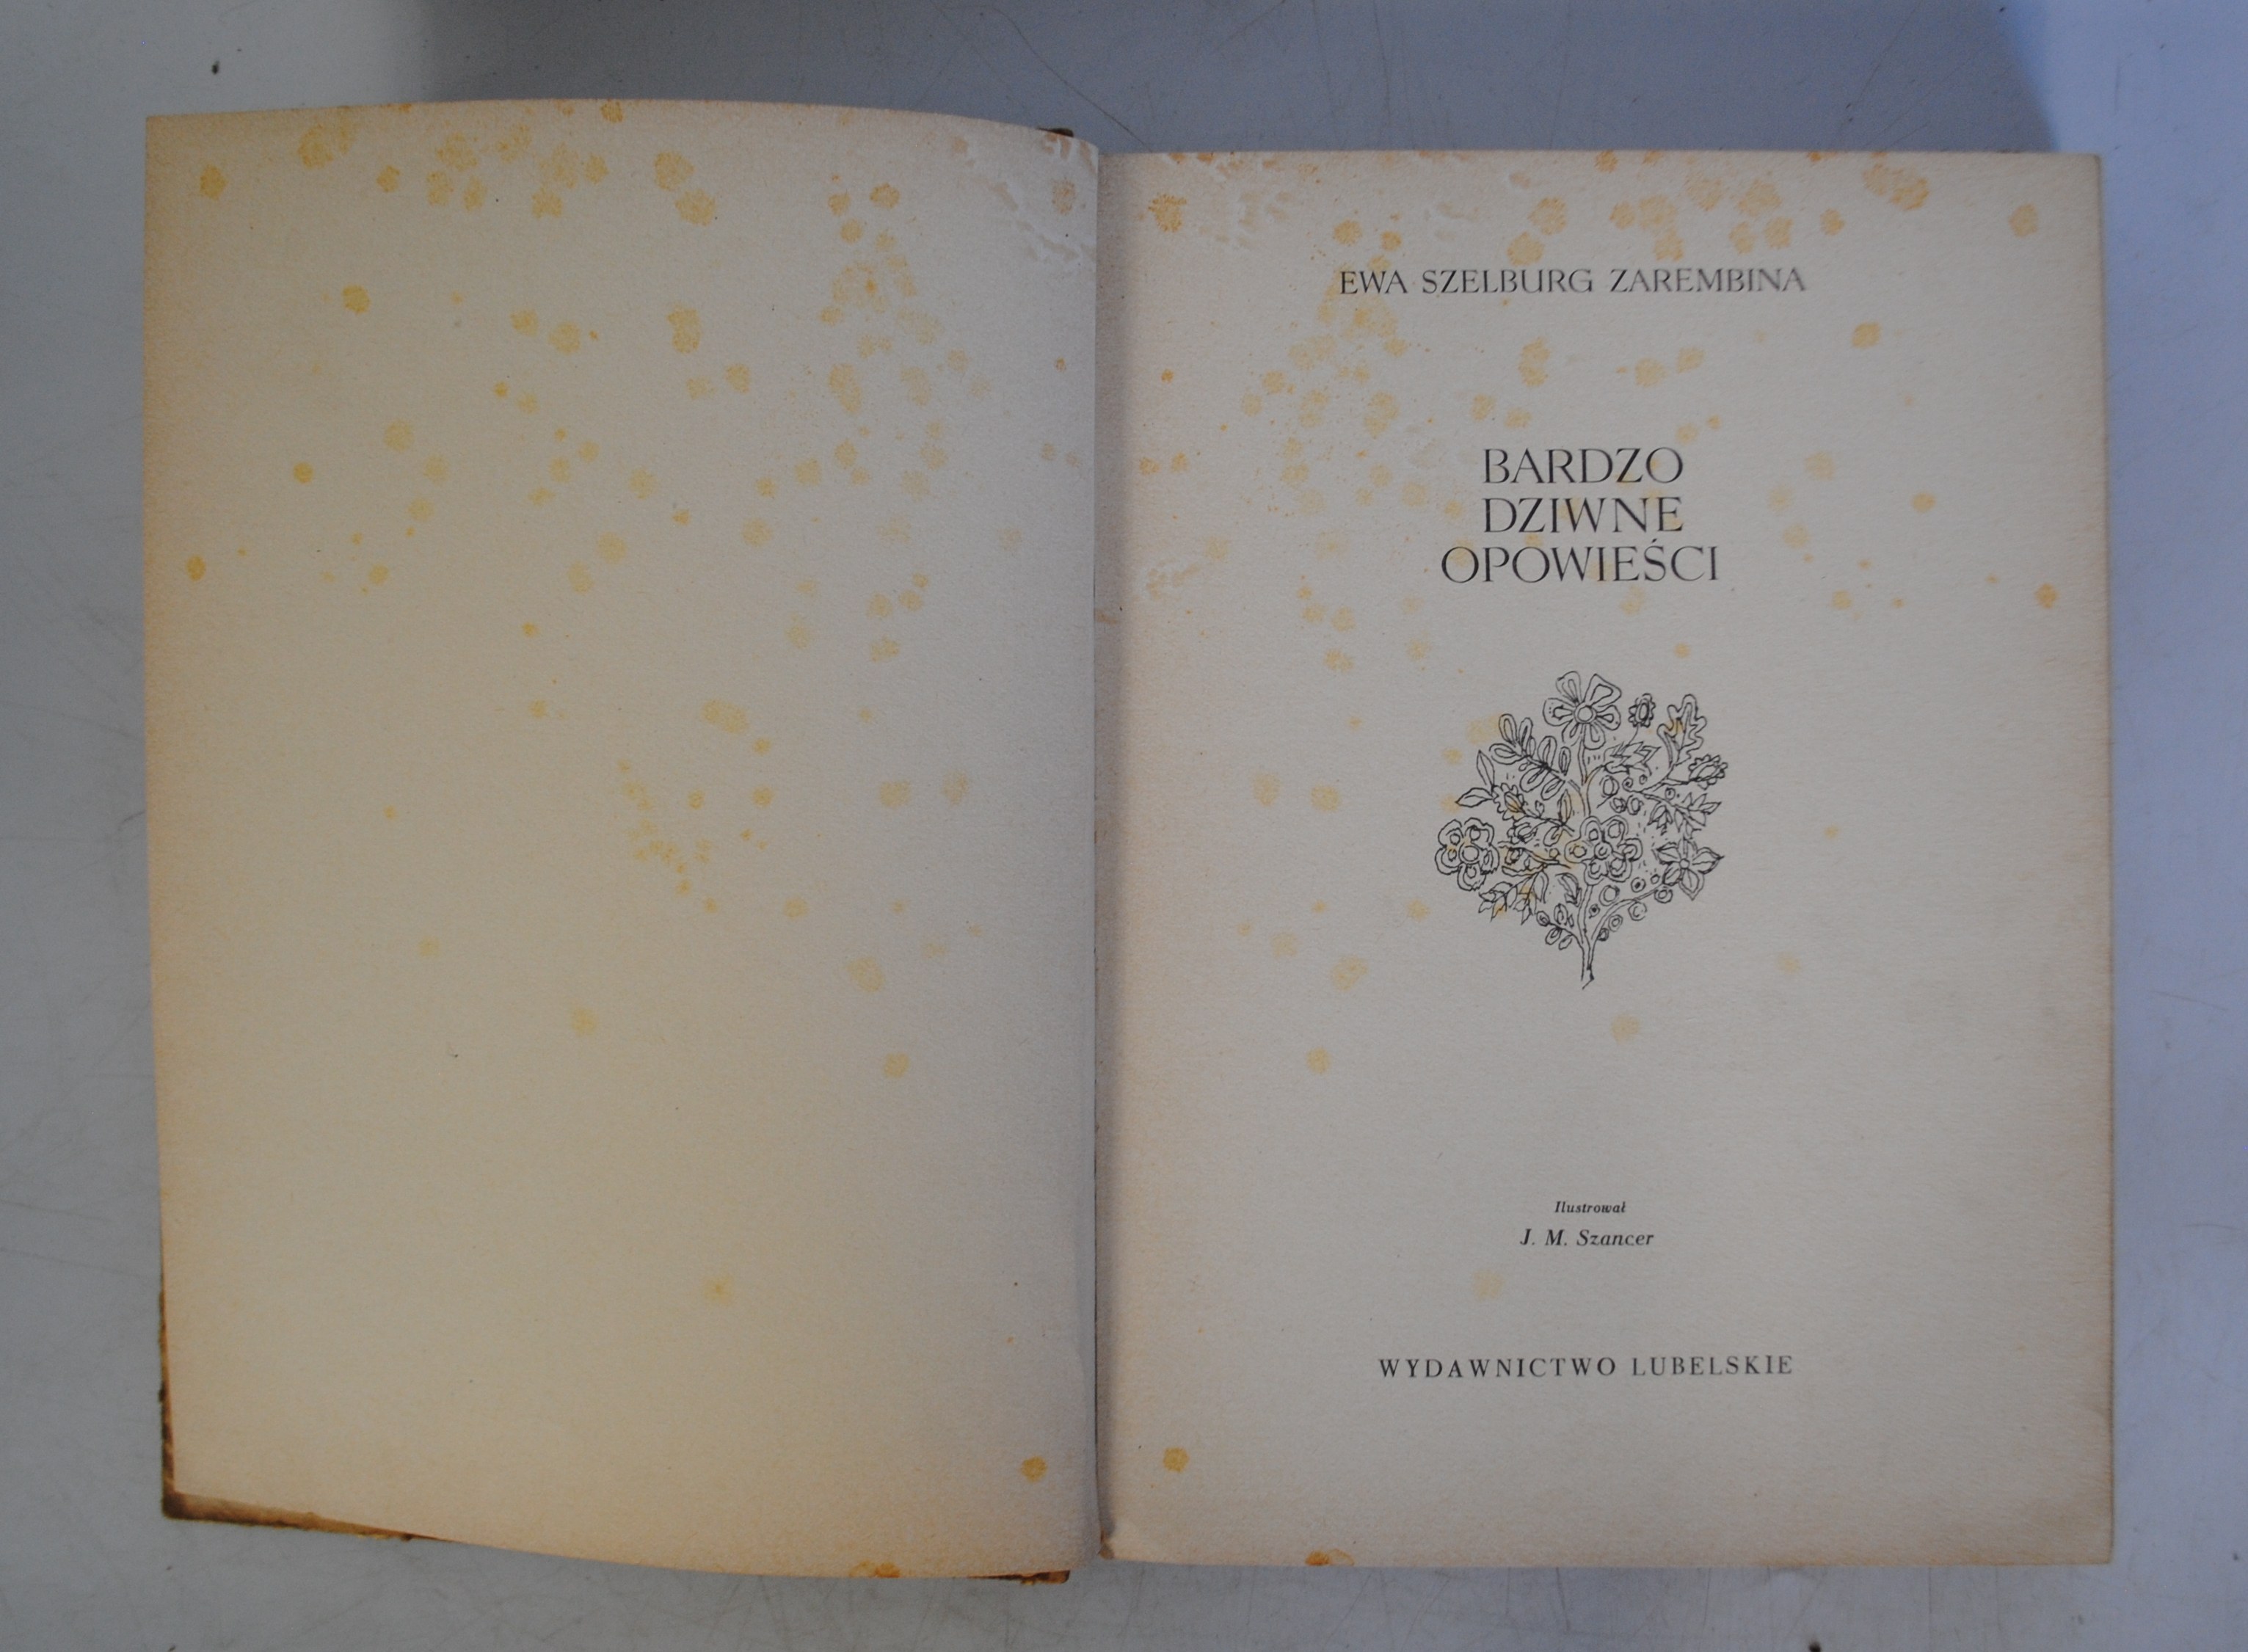 EWA SZELBURG ZAREMBINA
BARDZO
DZIWNE
OPOWIEŚCI
Ilustrował
J. M. Szancer
WYDAWNICTWO LUBELSKIE